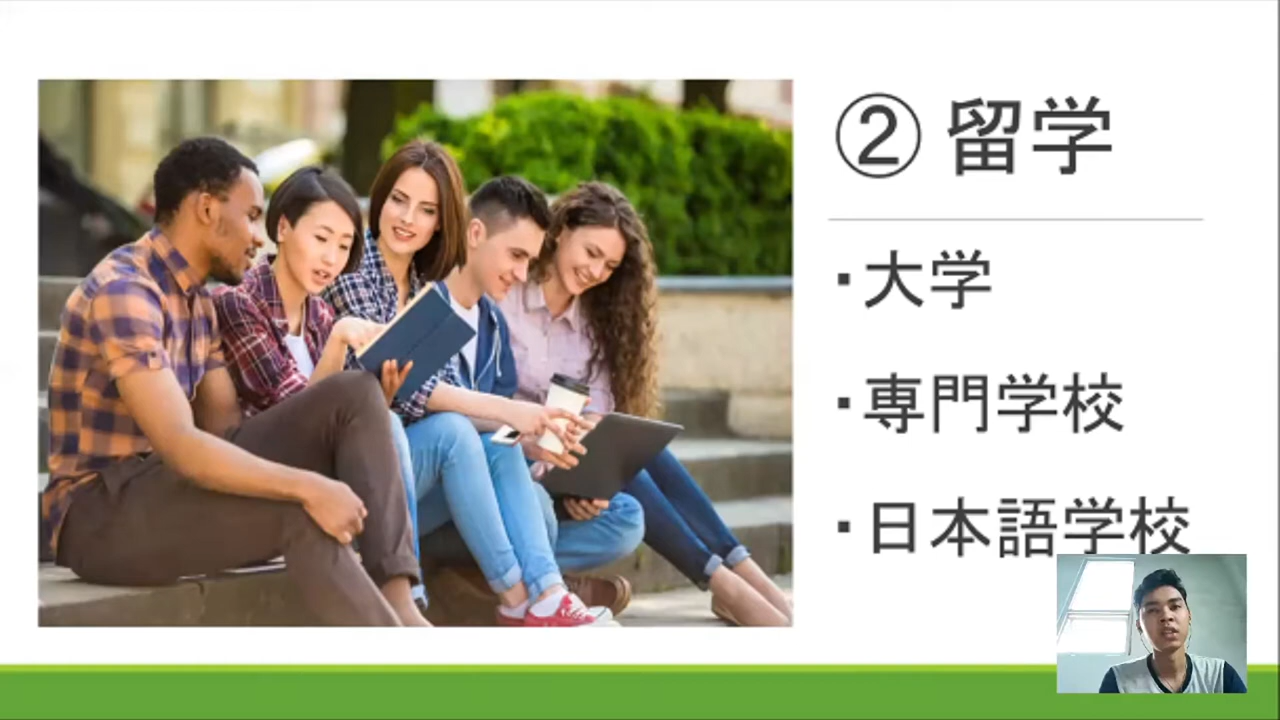 ② 留学
▪大学
▪専門学校
▪日本語学校